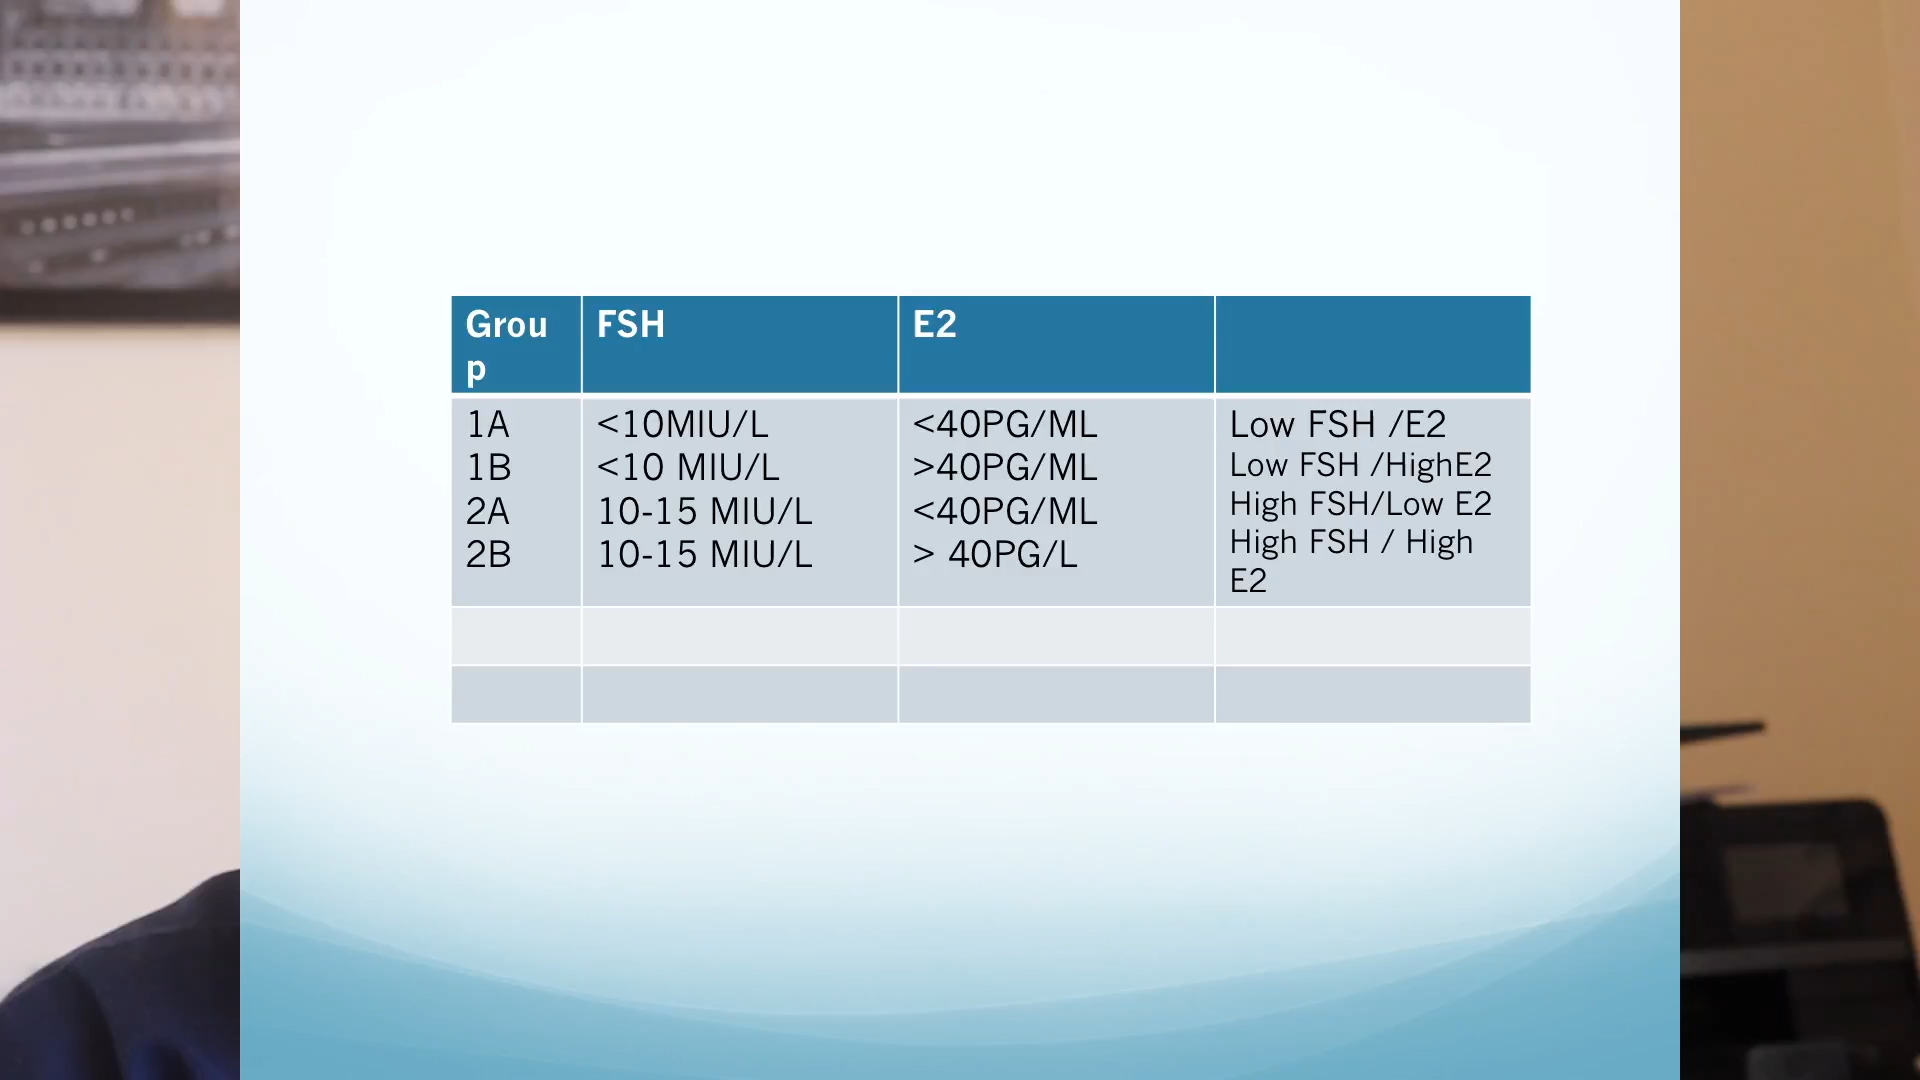 Grou
p
FSH
E2
1A
<10MIU/L
<40PG/ML
Low FSH /E2
1B
<10 MIU/L
>40PG/ML
Low FSH /HighE2
2A
10-15 MIU/L
<40PG/ML
High FSH/Low E2
2B
10-15 MIU/L
> 40PG/L
High FSH / High
E2